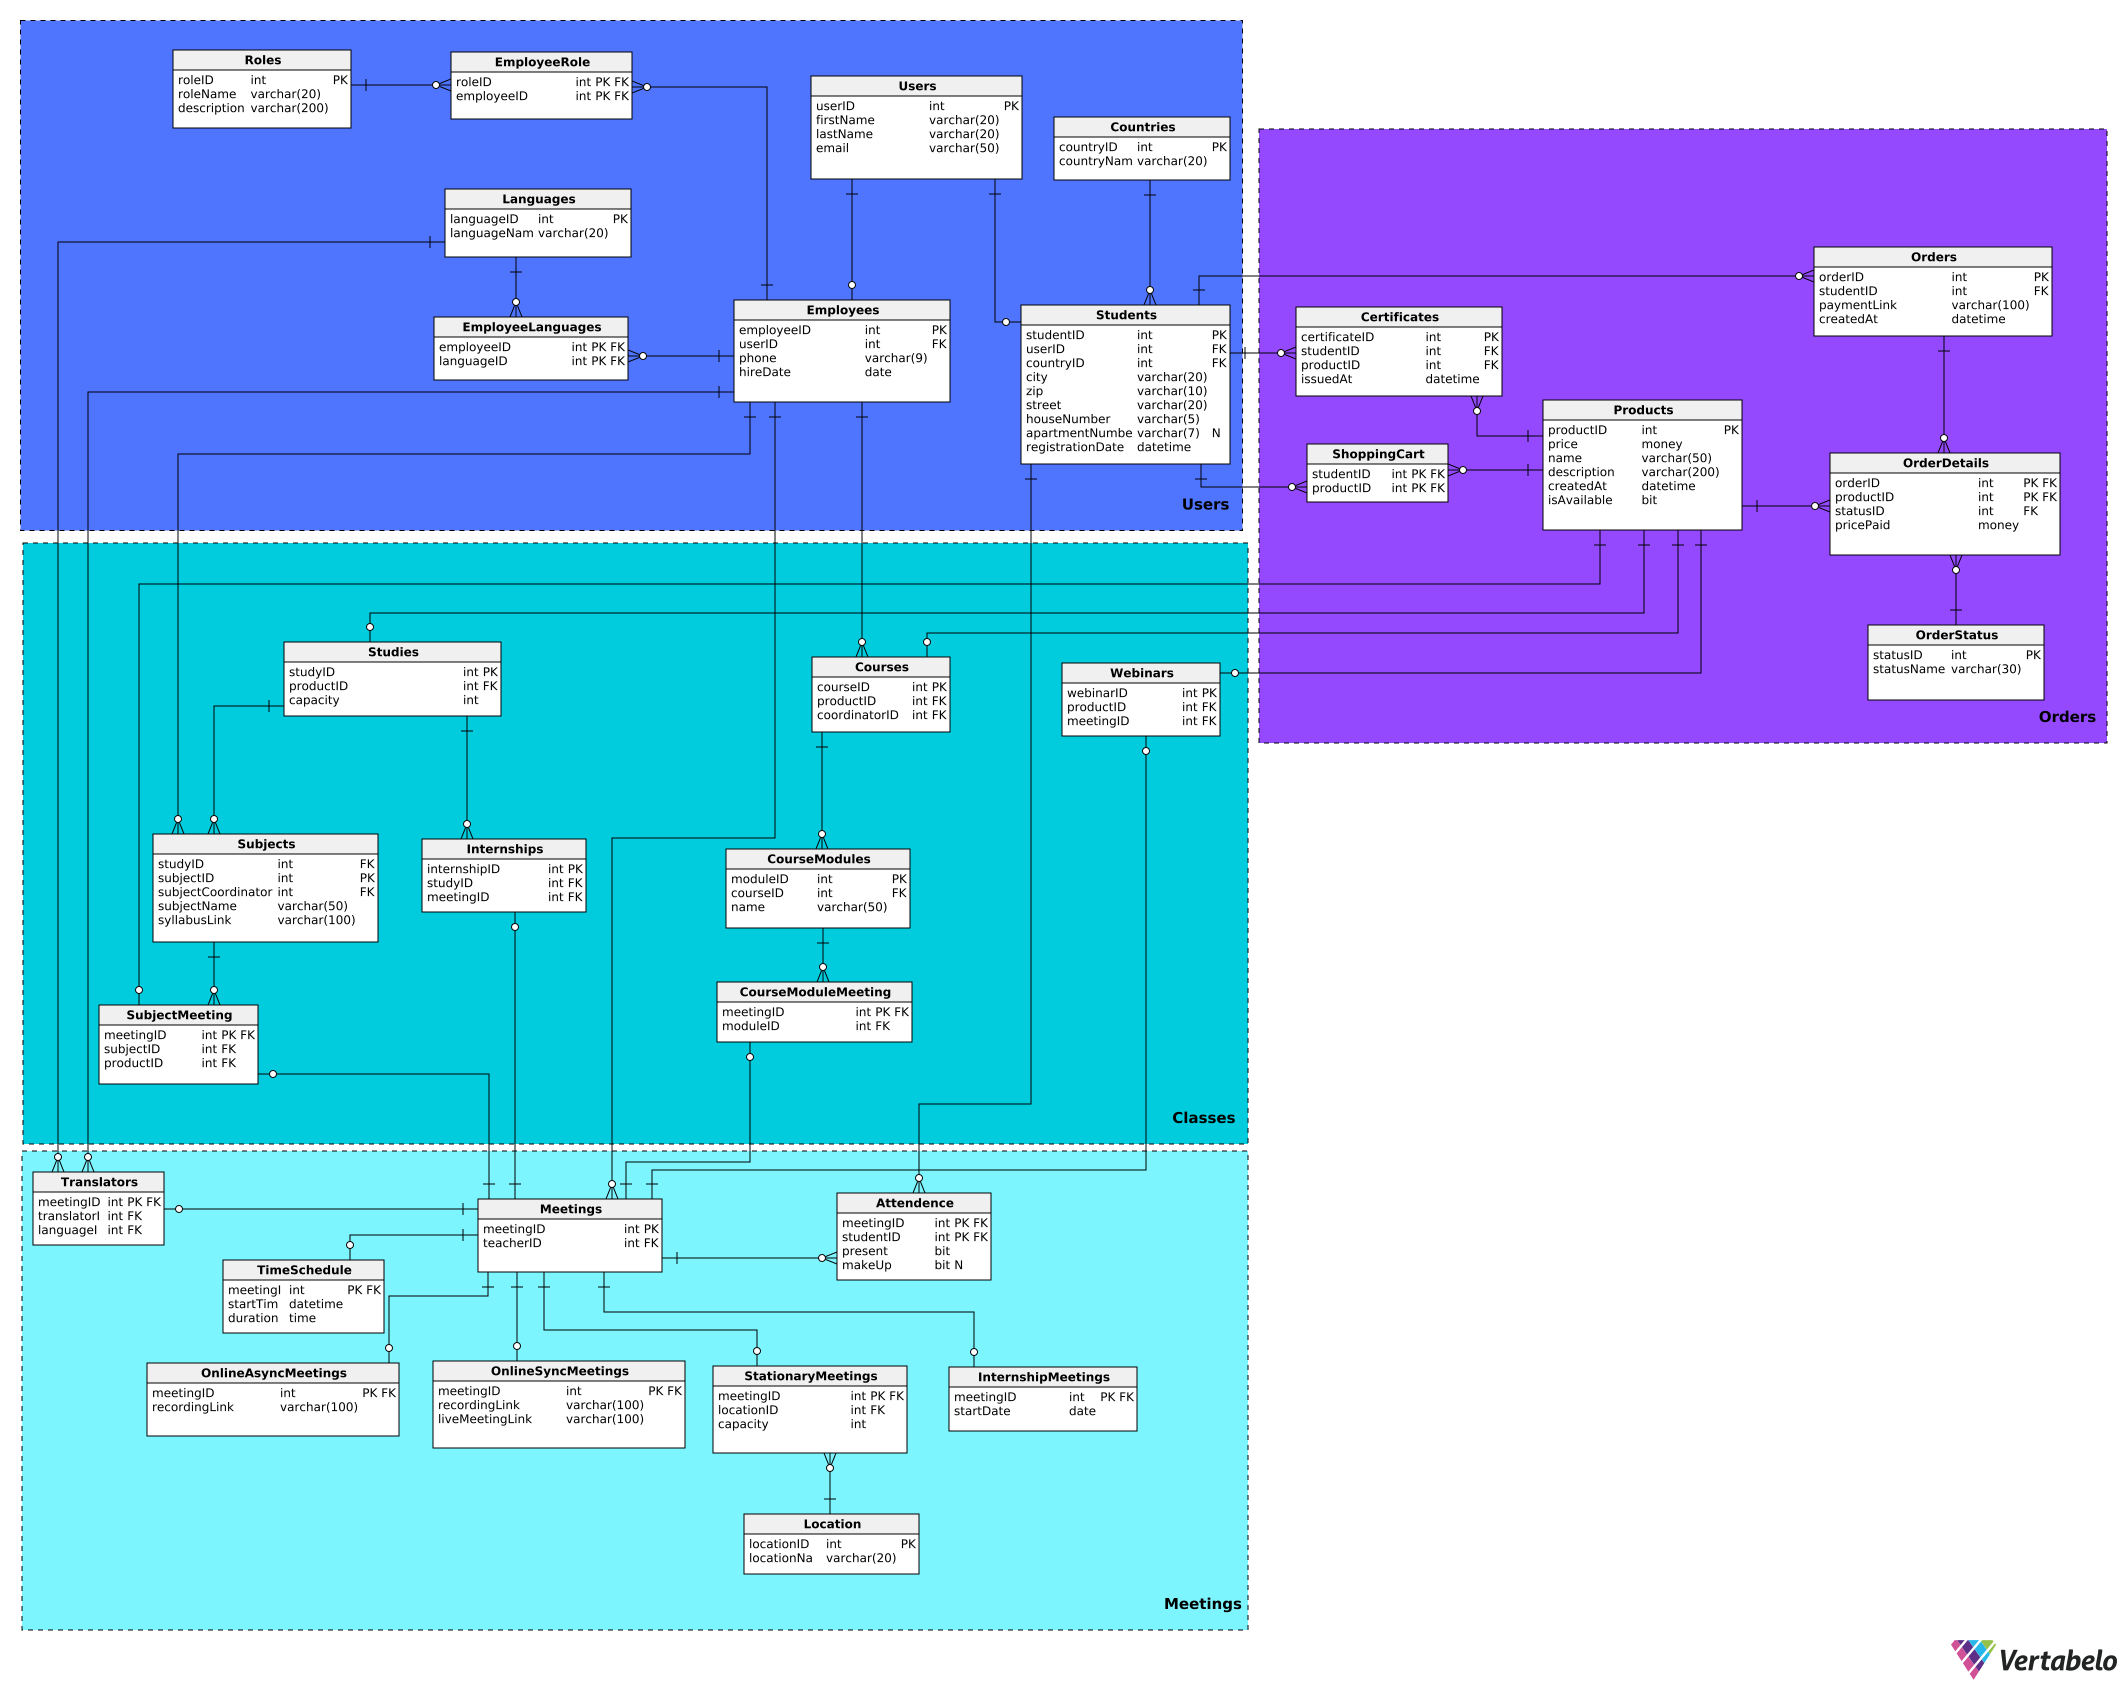 Roles
roleID int PK
roleName varchar(20)
description varchar(200)
EmployeeRole
roleID int PK FK
employeeID int PK FK
Users
userID int PK
firstName varchar(20)
lastName varchar(20)
email varchar(50)
Countries
countryID int PK
countryNam varchar(20)
Languages
languageID int PK
languageNam varchar(20)
EmployeeLanguages
employeeID int PK FK
languageID int PK FK
Employees
employeeID int PK
userID int FK
phone varchar(9)
hireDate date
Students
studentID int PK
userID int FK
countryID int FK
city varchar(20)
zip varchar(10)
street varchar(20)
houseNumber varchar(5)
apartmentNumbe varchar(7) N
registrationDate datetime
Users
Orders
orderID int PK
studentID int FK
paymentLink varchar(100)
createdAt datetime
Certificates
certificateID int PK
studentID int FK
productID int FK
issuedAt datetime
Products
productID int PK
price money
name varchar(50)
description varchar(200)
createdAt datetime
isAvailable bit
ShoppingCart
studentID int PK FK
productID int PK FK
OrderDetails
orderID int PK FK
productID int PK FK
statusID int FK
pricePaid money
OrderStatus
statusID int PK
statusName varchar(30)
Orders
Studies
studyID int PK
productID int FK
capacity int
Courses
courseID int PK
productID int FK
coordinatorID int FK
Webinars
webinarID int PK
productID int FK
meetingID int FK
Subjects
studyID int FK
subjectID int PK
subjectCoordinator int FK
subjectName varchar(50)
syllabusLink varchar(100)
Internships
internshipID int PK
studyID int FK
meetingID int FK
CourseModules
moduleID int PK
courseID int FK
name varchar(50)
CourseModuleMeeting
meetingID int PK FK
moduleID int FK
SubjectMeeting
meetingID int PK FK
subjectID int FK
productID int FK
Classes
Translators
meetingID int PK FK
translatorI int FK
languageI int FK
Meetings
meetingID int PK
teacherID int FK
Attendence
meetingID int PK FK
studentID int PK FK
present bit
makeUp bit N
TimeSchedule
meetingI int PK FK
startTim datetime
duration time
OnlineAsyncMeetings
meetingID int PK FK
recordingLink varchar(100)
OnlineSyncMeetings
meetingID int PK FK
recordingLink varchar(100)
liveMeetingLink varchar(100)
StationaryMeetings
meetingID int PK FK
locationID int FK
capacity int
InternshipMeetings
meetingID int PK FK
startDate date
Location
locationID int PK
locationNa varchar(20)
Meetings
Vertabelo